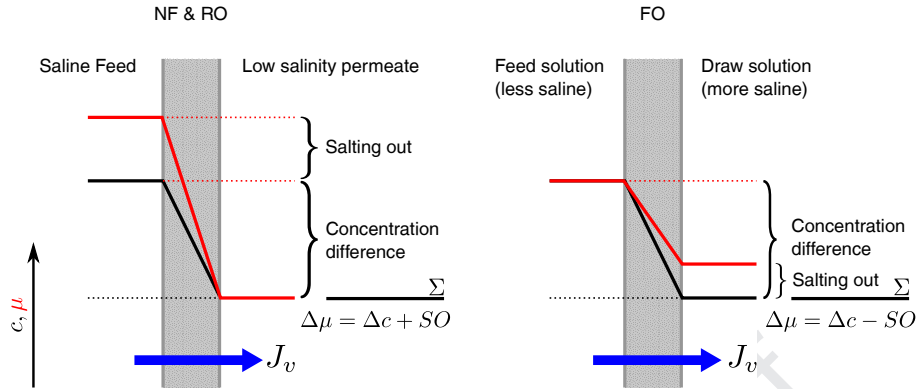 NF & RO
Saline Feed
Low salinity permeate
Salting out
Concentration
difference
c, μ
Σ
Δμ = Δc + SO
J_v
FO
Feed solution
(less saline)
Draw solution
(more saline)
Concentration
difference
Salting out
Σ
Δμ = Δc − SO
J_v